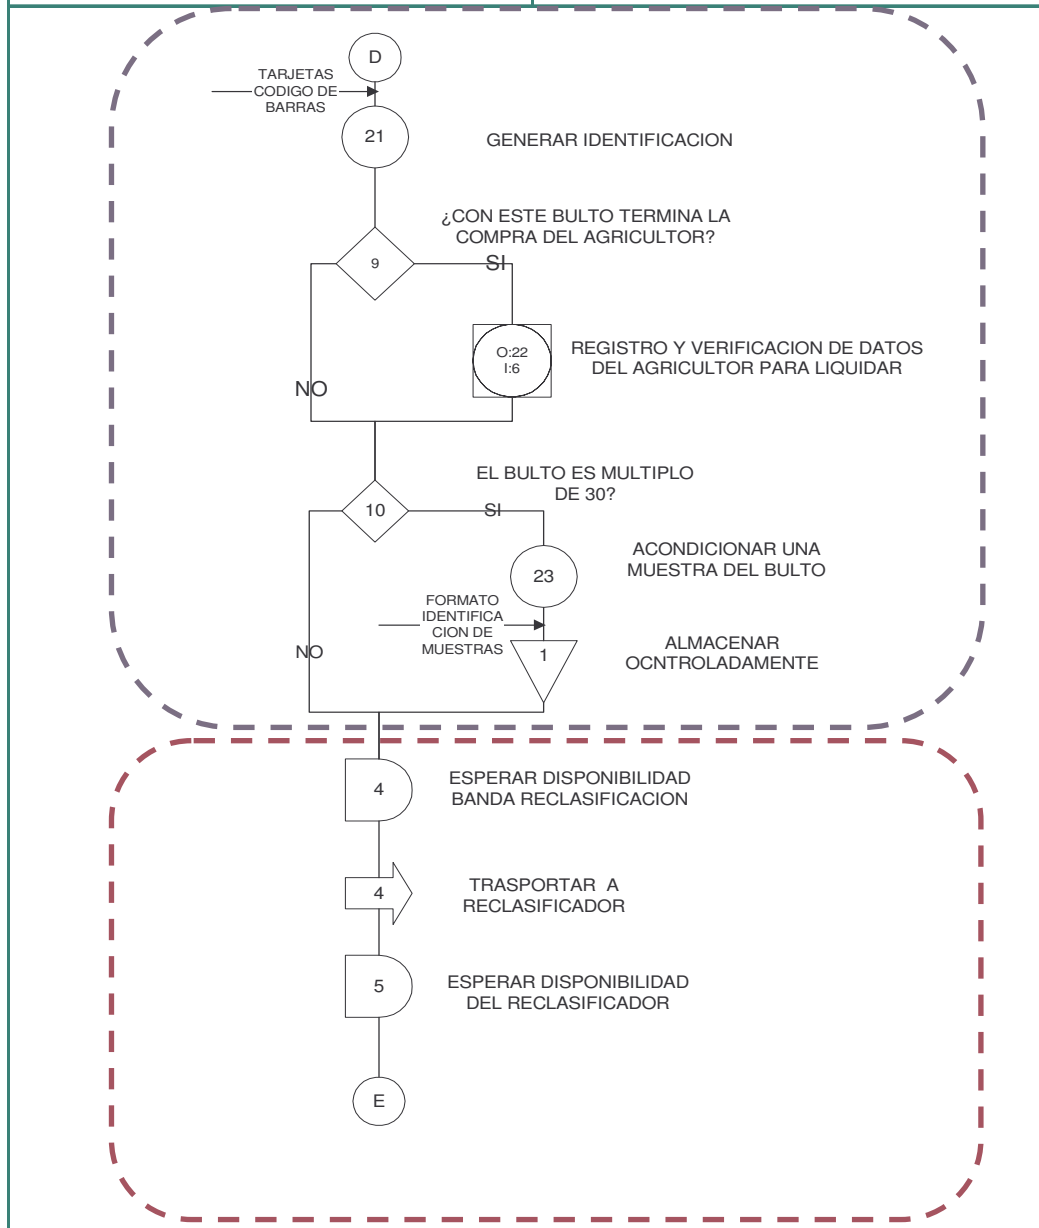 D
TARJETAS
CODIGO DE
BARRAS
21
GENERAR IDENTIFICACION
¿CON ESTE BULTO TERMINA LA
COMPRA DEL AGRICULTOR?
9
SI
O:22
I:6
REGISTRO Y VERIFICACION DE DATOS
DEL AGRICULTOR PARA LIQUIDAR
NO
EL BULTO ES MULTIPLO
DE 30?
10
SI
23
ACONDICIONAR UNA
MUESTRA DEL BULTO
FORMATO
IDENTIFICA
CION DE
MUESTRAS
NO
1
ALMACENAR
OCNTROLADAMENTE
4
ESPERAR DISPONIBILIDAD
BANDA RECLASIFICACION
4
TRASPORTAR A
RECLASIFICADOR
5
ESPERAR DISPONIBILIDAD
DEL RECLASIFICADOR
E